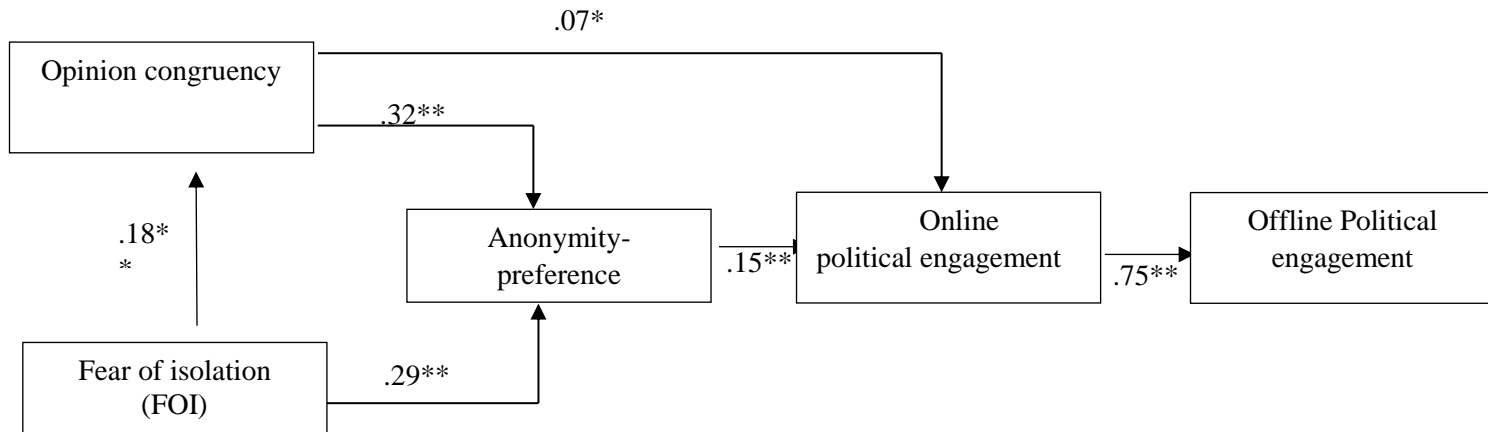 .07*
Opinion congruency
.32**
.18*
*
Anonymity-
preference
.15**
Online
political engagement
.75**
Offline Political
engagement
Fear of isolation
(FOI)
.29**